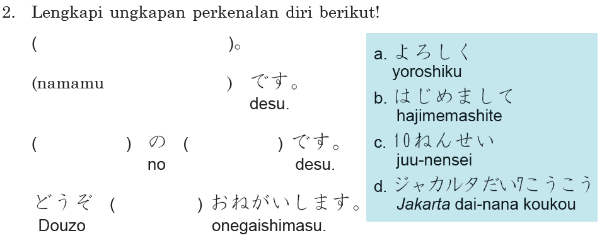 2. Lengkapi ungkapan perkenalan diri berikut!
( )。
(namamu ) です。
desu.
( ) の ( ) です。
no desu.
どうぞ ( ) おねがいします。
Douzo onegaishimasu.
a. よろしく
yoroshiku
b. はじめまして
hajimemashite
c. 10ねんせい
juu-nensei
d. ジャカルタだい7こうこう
Jakarta dai-nana koukou